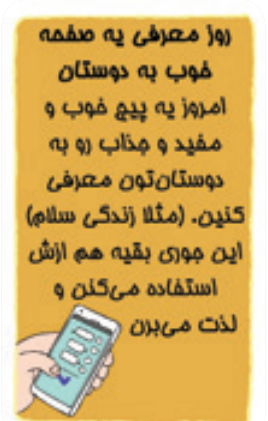 روز معرفی یه صفحه
خوب به دوستان
امروز یه پیج خوب و
مفید و جذاب رو به
دوستان‌تون معرفی
کنین. (مثلا زندگی سلام)
این جوری بقیه هم ازش
استفاده می‌کنن و
لذت می‌برن